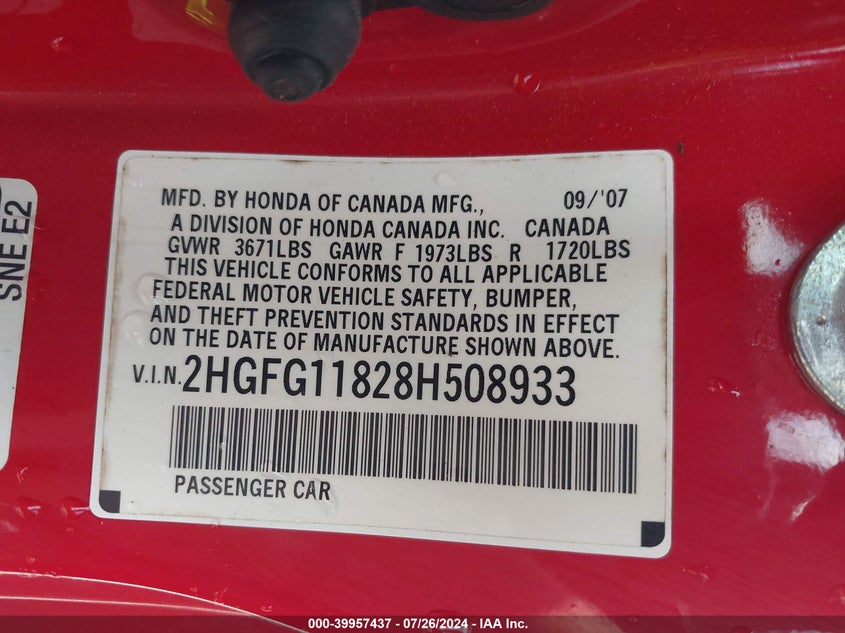 MFD. BY HONDA OF CANADA MFG., 09/'07
A DIVISION OF HONDA CANADA INC. CANADA
GVWR 3671LBS GAWR F 1973LBS R 1720LBS
THIS VEHICLE CONFORMS TO ALL APPLICABLE
FEDERAL MOTOR VEHICLE SAFETY, BUMPER,
AND THEFT PREVENTION STANDARDS IN EFFECT
ON THE DATE OF MANUFACTURE SHOWN ABOVE.
V.I.N. 2HGFG11828H508933
PASSENGER CAR
SNE E2
000-39957437 | 07/26/2024 - IAA Inc.